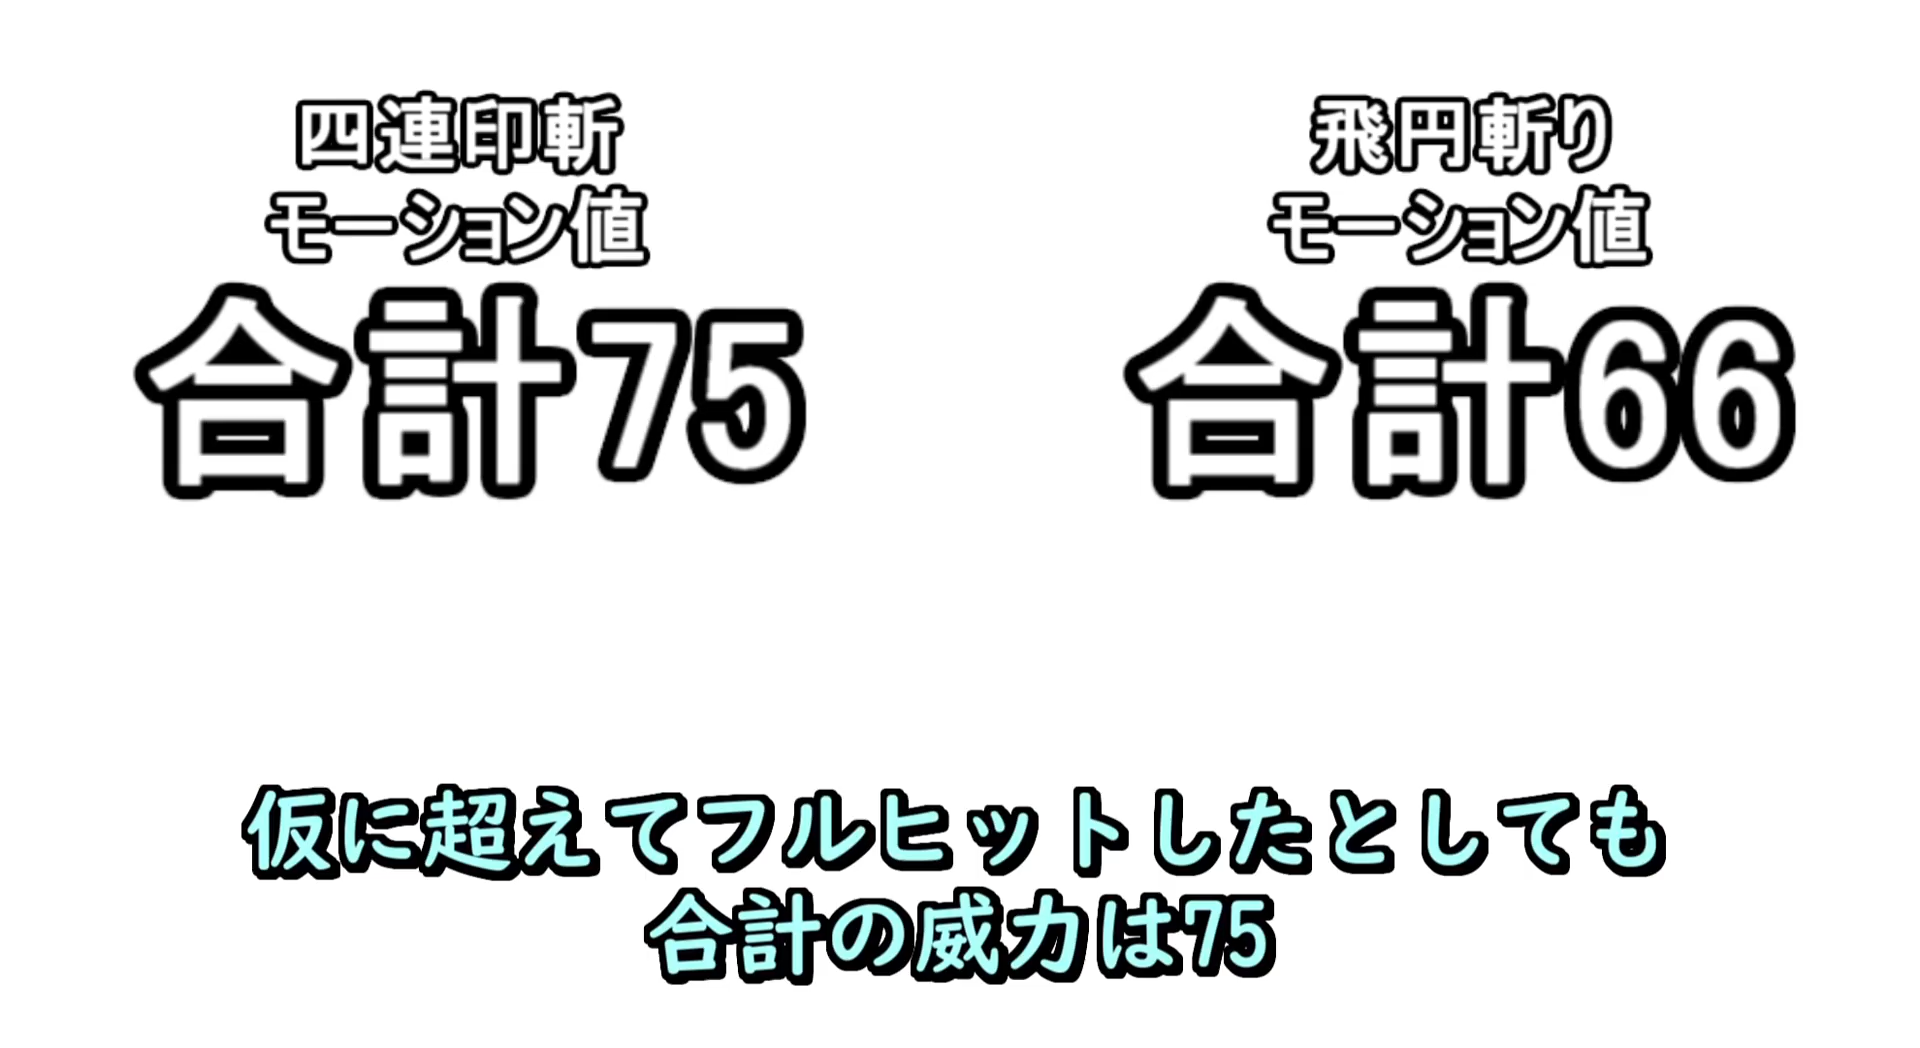 四連印斬
モーション値
合計75
飛円斬り
モーション値
合計66
仮に超えてフルヒットしたとしても
合計の威力は75